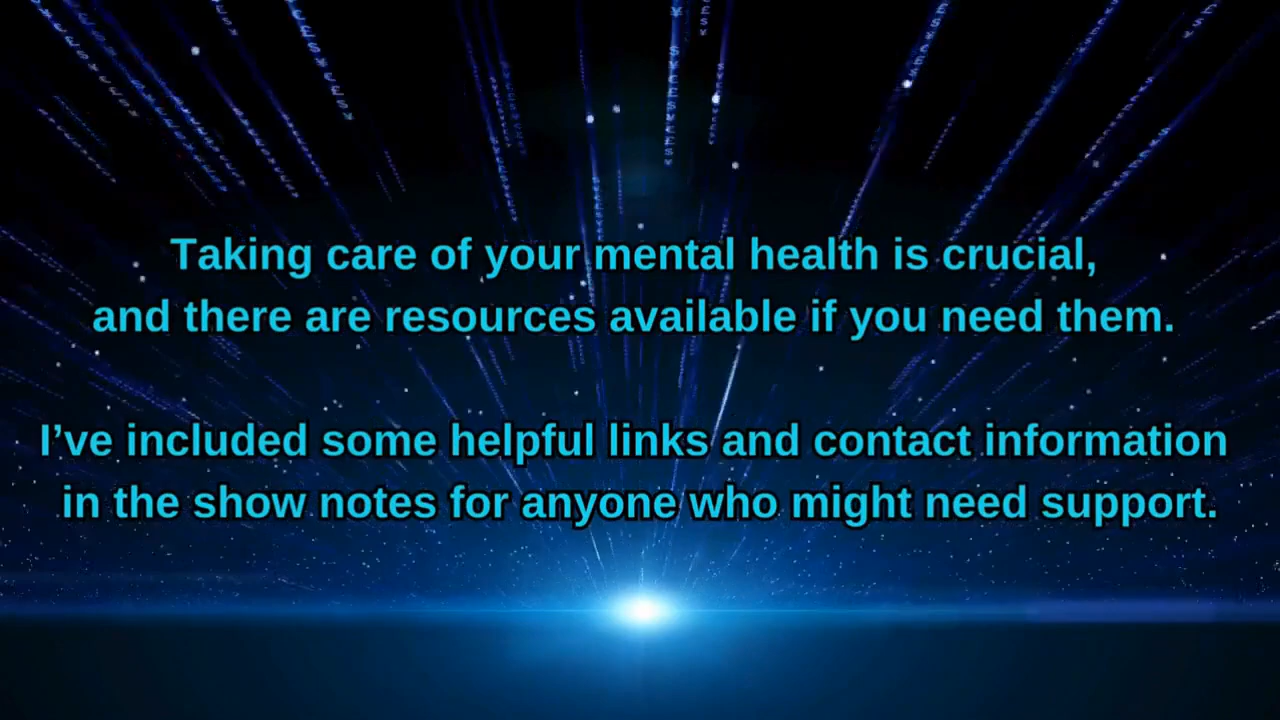 Taking care of your mental health is crucial,
and there are resources available if you need them.
I’ve included some helpful links and contact information
in the show notes for anyone who might need support.